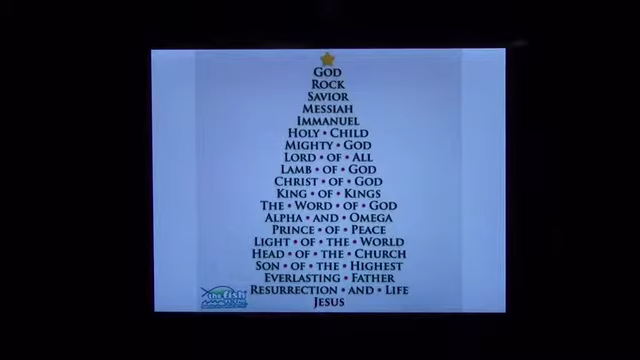 GOD
ROCK
SAVIOR
MESSIAH
IMMANUEL
HOLY • CHILD
MIGHTY • GOD
LORD • OF • ALL
LAMB • OF • GOD
CHRIST • OF • GOD
KING • OF • KINGS
THE • WORD • OF • GOD
ALPHA • AND • OMEGA
PRINCE • OF • PEACE
LIGHT • OF • THE • WORLD
HEAD • OF • THE • CHURCH
SON • OF • THE • HIGHEST
EVERLASTING • FATHER
RESURRECTION • AND • LIFE
JESUS
the fish